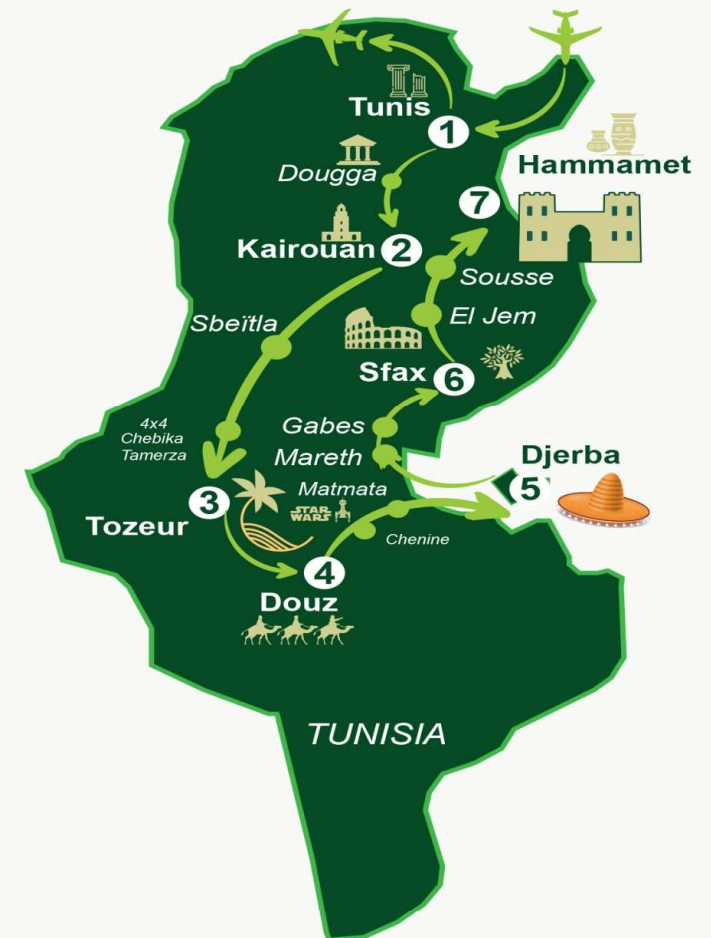 Tunis
1
Hammamet
Dougga
7
Kairouan 2
Sousse
El Jem
Sbeïtla
Sfax 6
4x4
Chebika
Tamerza
Gabes
Mareth
Djerba
5
Matmata
3
STAR
WARS
Tozeur
Chenine
4
Douz
TUNISIA